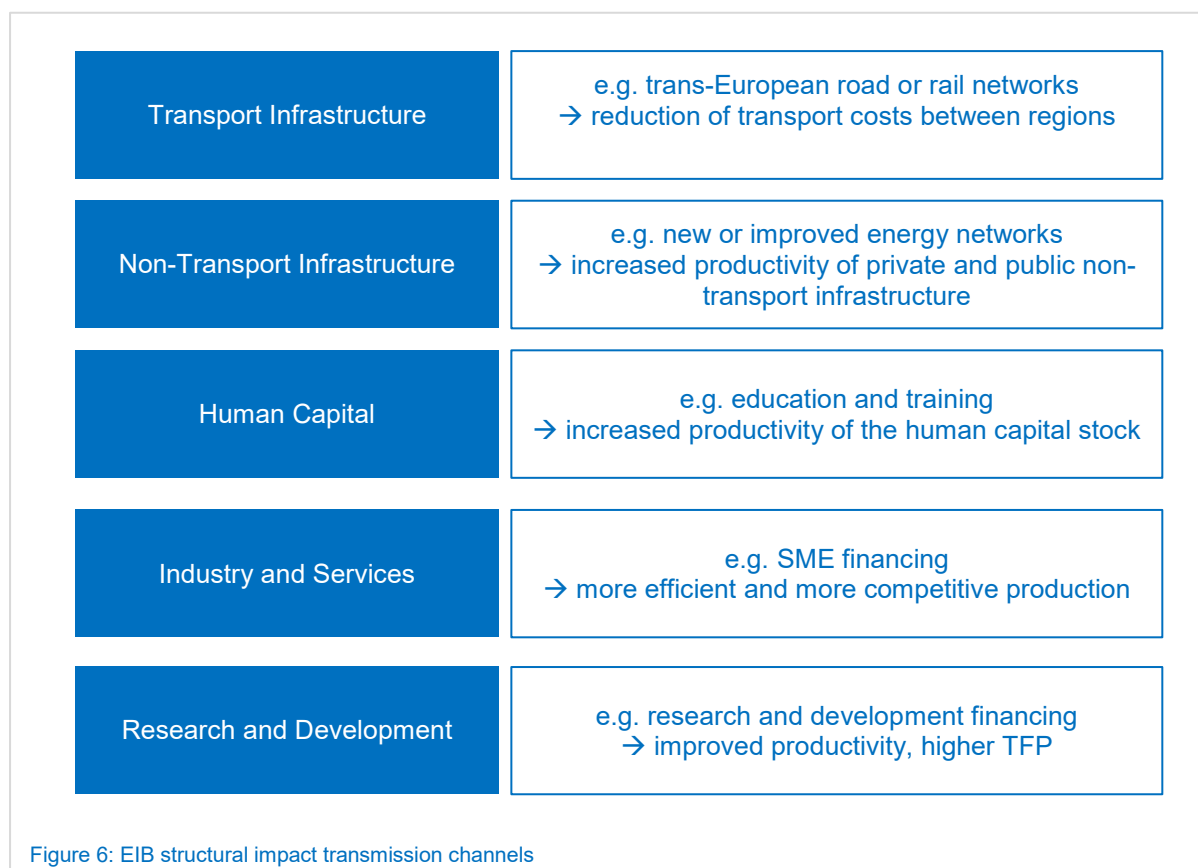 Transport Infrastructure
e.g. trans-European road or rail networks
→ reduction of transport costs between regions
Non-Transport Infrastructure
e.g. new or improved energy networks
→ increased productivity of private and public non-
transport infrastructure
Human Capital
e.g. education and training
→ increased productivity of the human capital stock
Industry and Services
e.g. SME financing
→ more efficient and more competitive production
Research and Development
e.g. research and development financing
→ improved productivity, higher TFP
Figure 6: EIB structural impact transmission channels